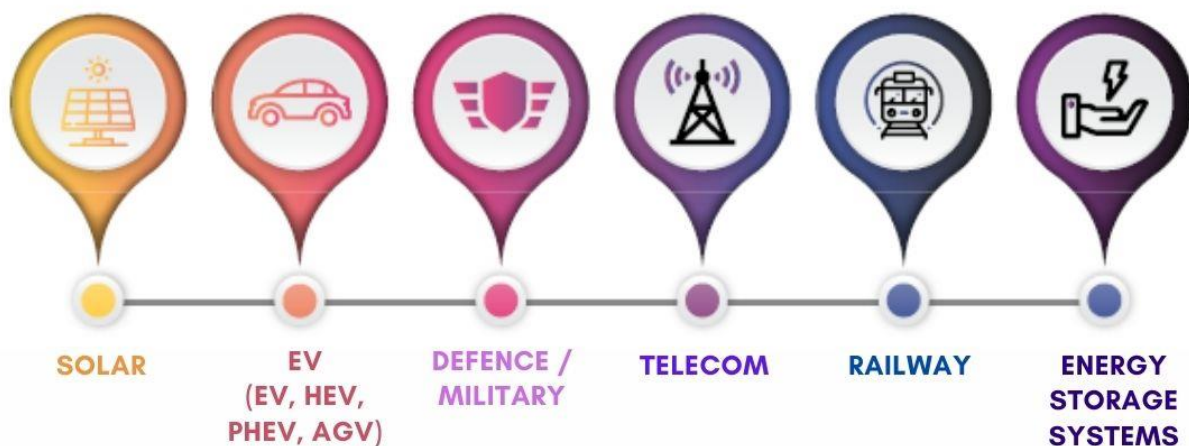 SOLAR
EV
(EV, HEV,
PHEV, AGV)
DEFENCE /
MILITARY
TELECOM
RAILWAY
ENERGY
STORAGE
SYSTEMS